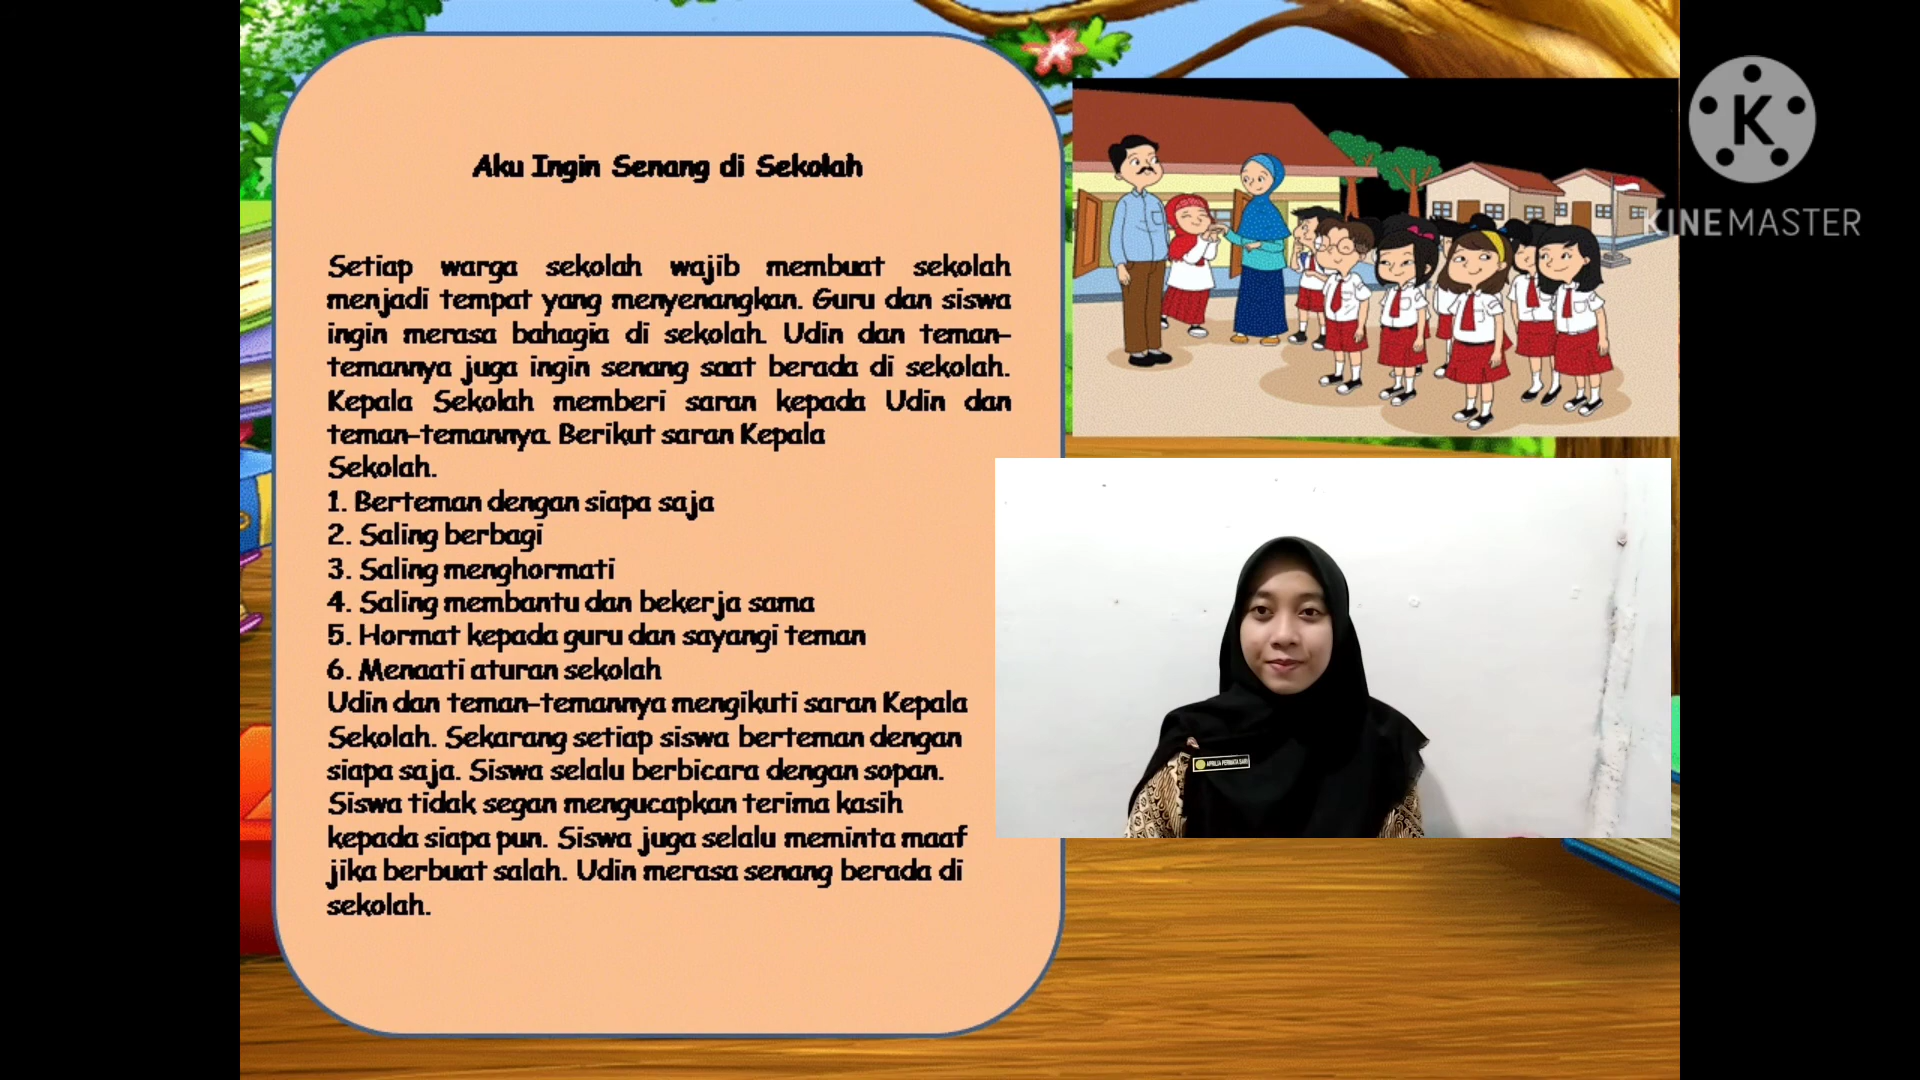 Aku Ingin Senang di Sekolah
Setiap warga sekolah wajib membuat sekolah
menjadi tempat yang menyenangkan. Guru dan siswa
ingin merasa bahagia di sekolah. Udin dan teman-
temannya juga ingin senang saat berada di sekolah.
Kepala Sekolah memberi saran kepada Udin dan
teman-temannya. Berikut saran Kepala
Sekolah.
1. Berteman dengan siapa saja
2. Saling berbagi
3. Saling menghormati
4. Saling membantu dan bekerja sama
5. Hormat kepada guru dan sayangi teman
6. Menaati aturan sekolah
Udin dan teman-temannya mengikuti saran Kepala
Sekolah. Sekarang setiap siswa berteman dengan
siapa saja. Siswa selalu berbicara dengan sopan.
Siswa tidak segan mengucapkan terima kasih
kepada siapa pun. Siswa juga selalu meminta maaf
jika berbuat salah. Udin merasa senang berada di
sekolah.
K
KINEMASTER
APRILIA PERMATA SARI